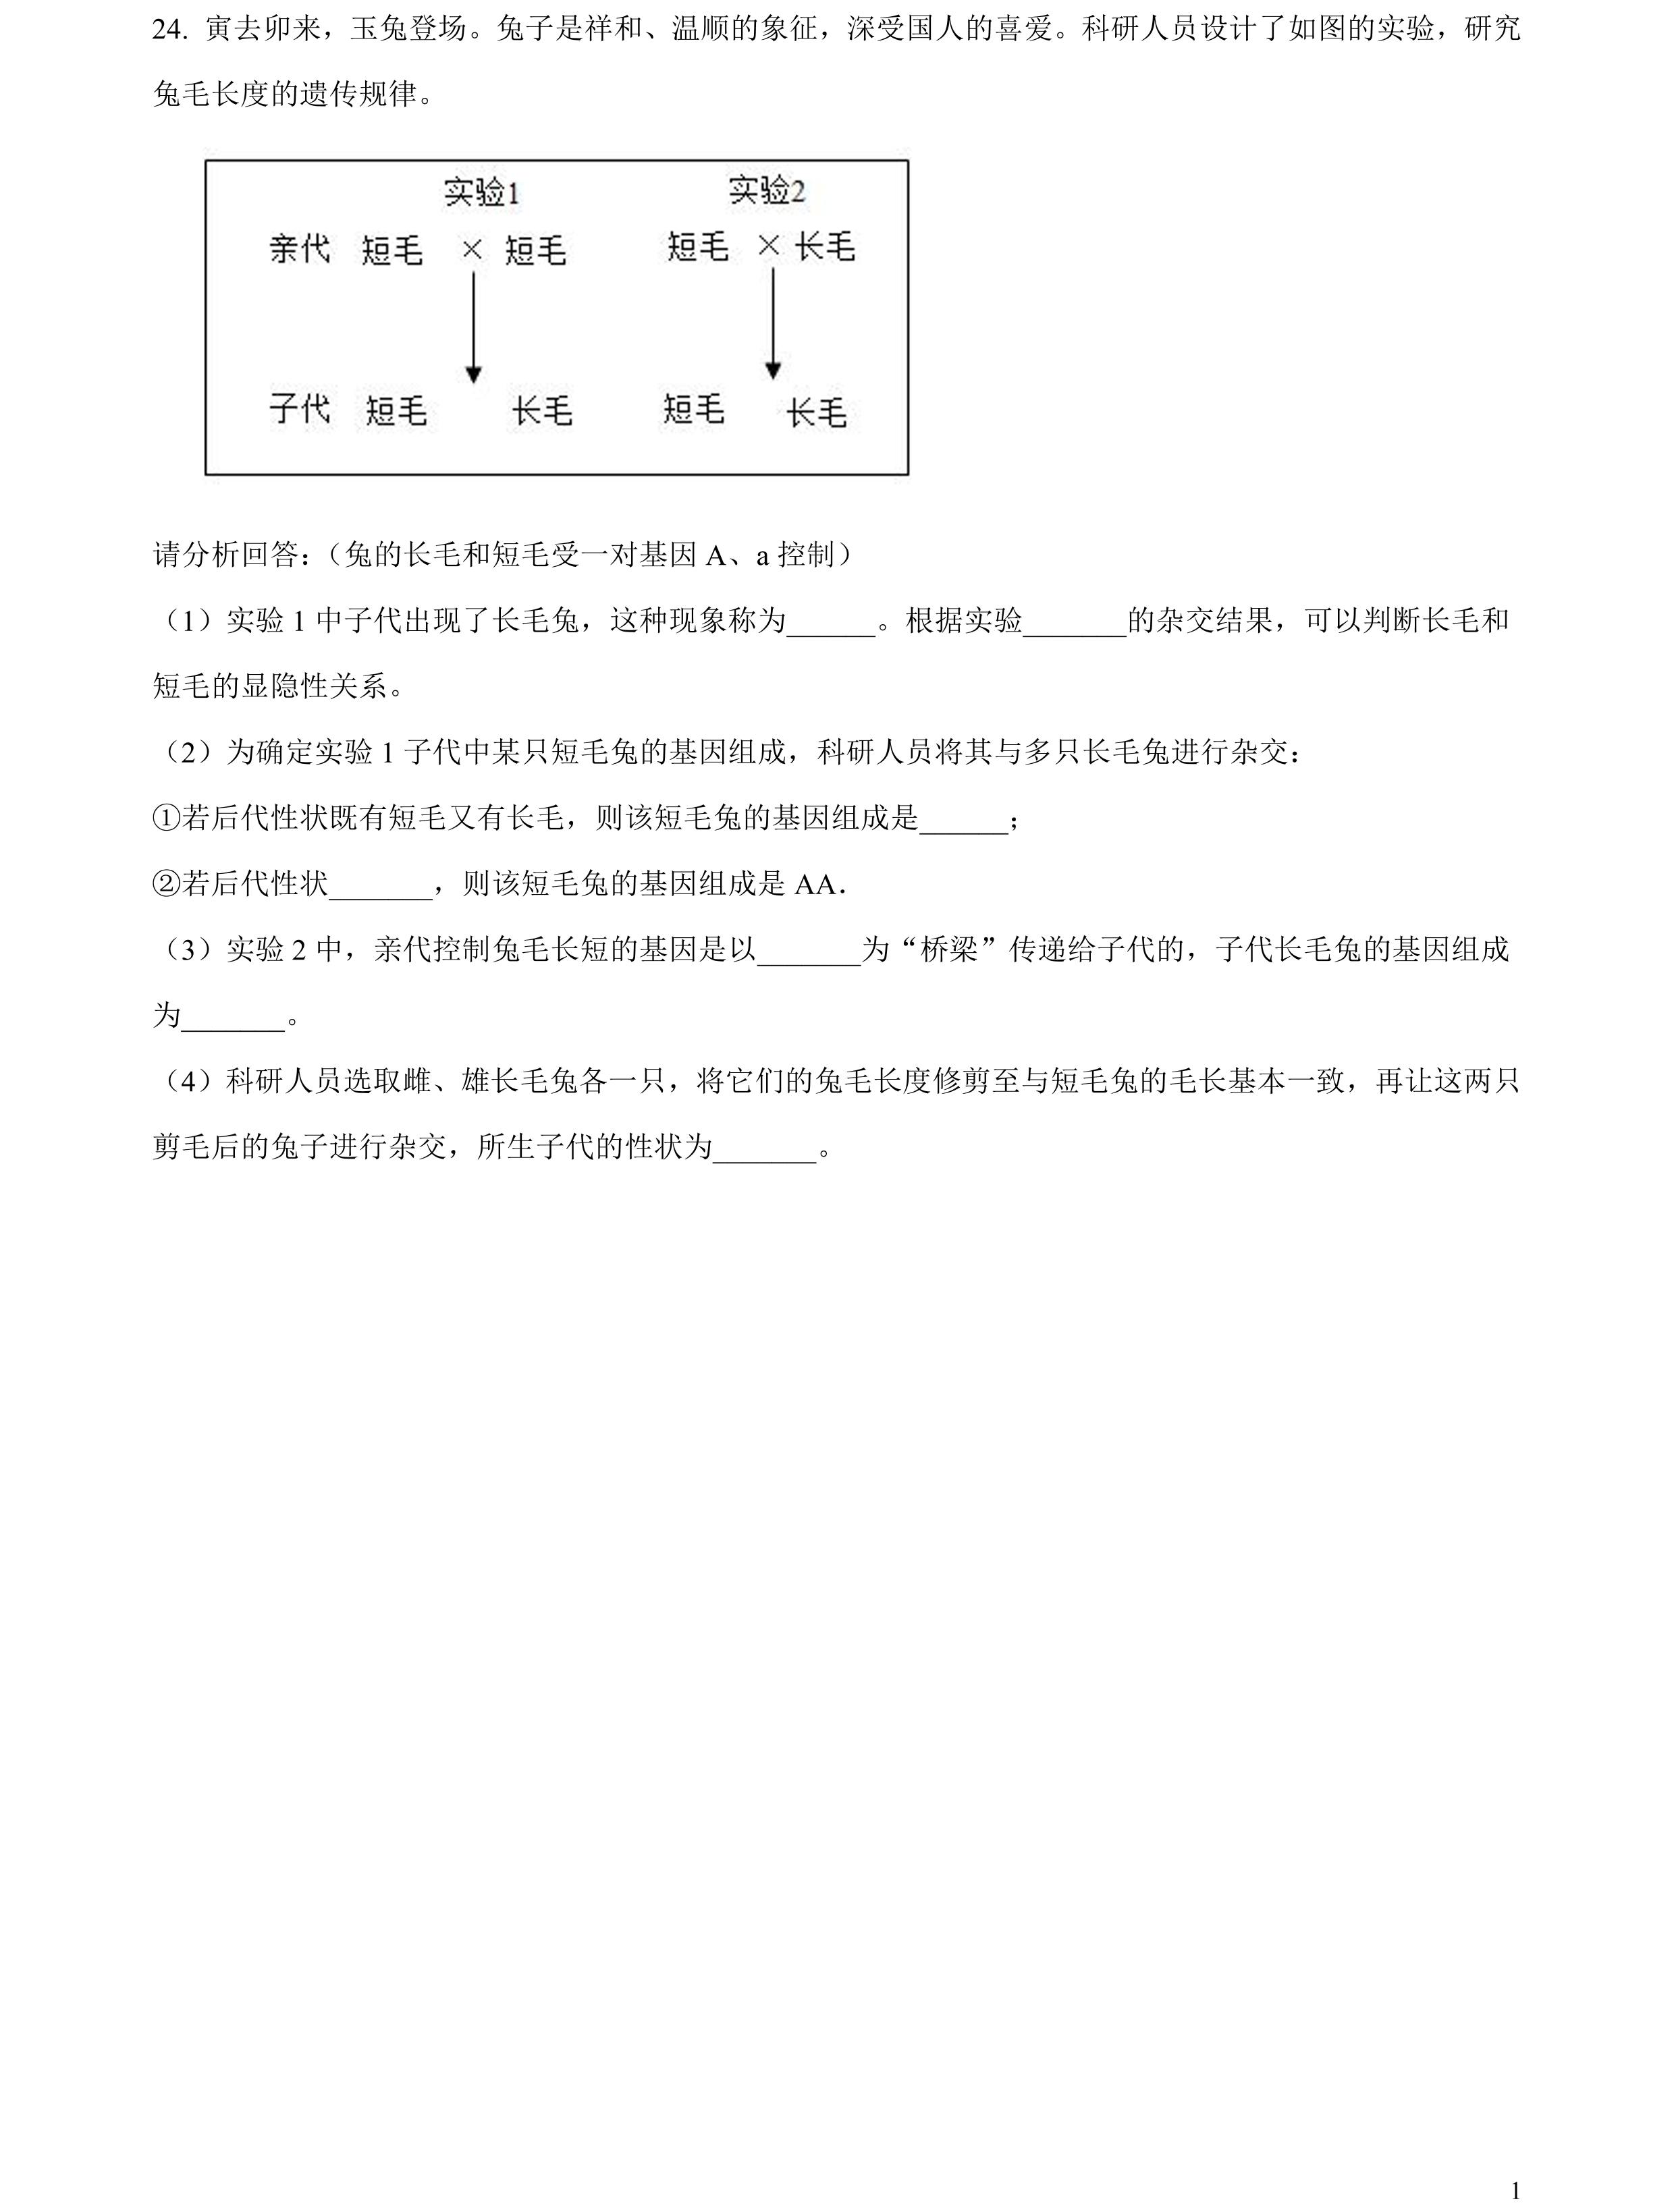 24. 寅去卯来，玉兔登场。兔子是祥和、温顺的象征，深受国人的喜爱。科研人员设计了如图的实验，研究
兔毛长度的遗传规律。
实验1 实验2
亲代 短毛 × 短毛 短毛 × 长毛
子代 短毛 长毛 短毛 长毛
请分析回答：（兔的长毛和短毛受一对基因 A、a 控制）
（1）实验 1 中子代出现了长毛兔，这种现象称为______。根据实验_______的杂交结果，可以判断长毛和
短毛的显隐性关系。
（2）为确定实验 1 子代中某只短毛兔的基因组成，科研人员将其与多只长毛兔进行杂交：
①若后代性状既有短毛又有长毛，则该短毛兔的基因组成是______；
②若后代性状_______，则该短毛兔的基因组成是 AA．
（3）实验 2 中，亲代控制兔毛长短的基因是以_______为“桥梁”传递给子代的，子代长毛兔的基因组成
为_______。
（4）科研人员选取雌、雄长毛兔各一只，将它们的兔毛长度修剪至与短毛兔的毛长基本一致，再让这两只
剪毛后的兔子进行杂交，所生子代的性状为_______。
1